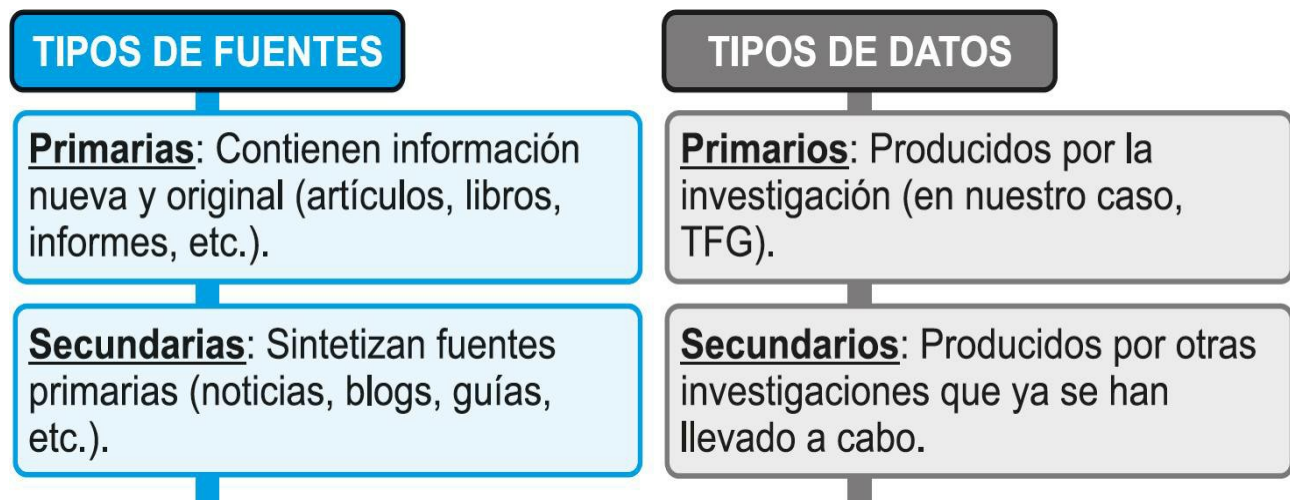 TIPOS DE FUENTES
Primarias: Contienen información
nueva y original (artículos, libros,
informes, etc.).
Secundarias: Sintetizan fuentes
primarias (noticias, blogs, guías,
etc.).
TIPOS DE DATOS
Primarios: Producidos por la
investigación (en nuestro caso,
TFG).
Secundarios: Producidos por otras
investigaciones que ya se han
llevado a cabo.